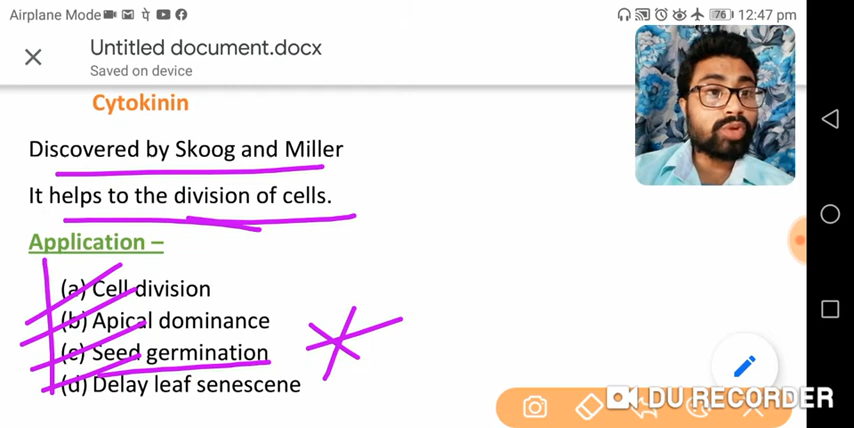 Airplane Mode
76 12:47 pm
Untitled document.docx
Saved on device
Cytokinin
Discovered by Skoog and Miller
It helps to the division of cells.
Application –
(a) Cell division
(b) Apical dominance
(c) Seed germination
(d) Delay leaf senescene
DU RECORDER